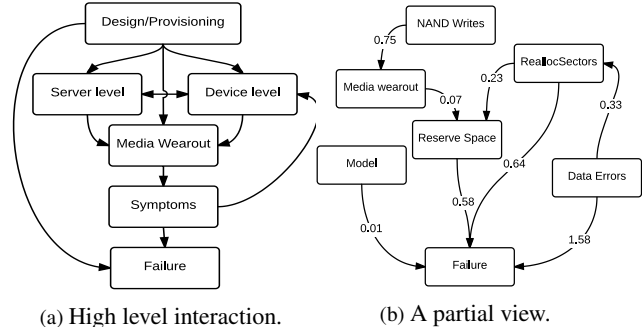 Design/Provisioning
Server level
Device level
Media Wearout
Symptoms
Failure
(a) High level interaction.
NAND Writes
0.75
ReallocSectors
Media wearout
0.07
0.23
0.33
Reserve Space
Model
0.64
Data Errors
0.58
0.01
1.58
Failure
(b) A partial view.